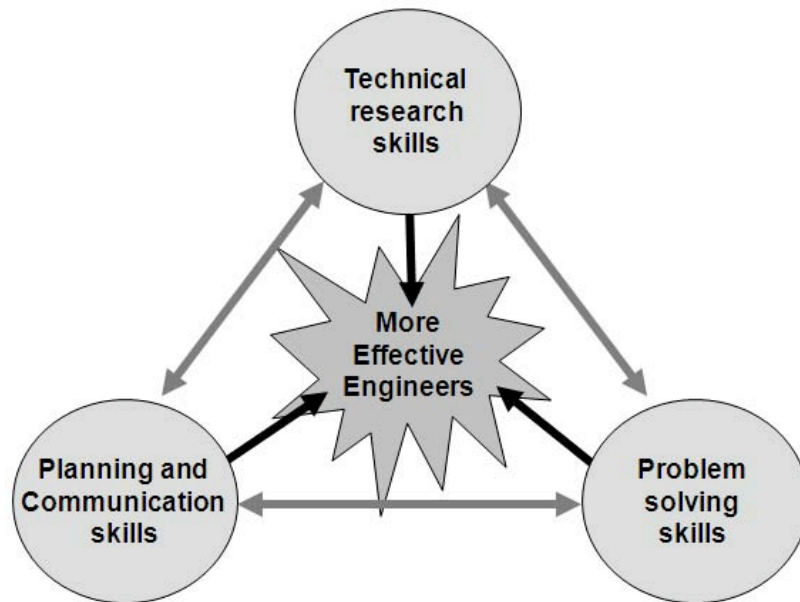 Technical
research
skills
More
Effective
Engineers
Planning and
Communication
skills
Problem
solving
skills